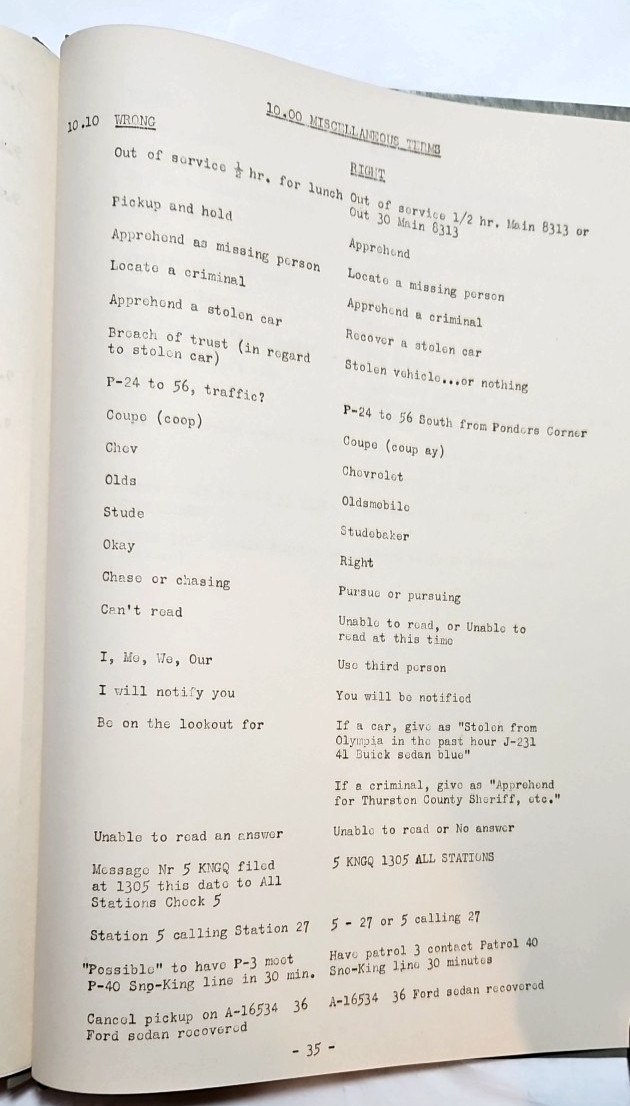 10.00 MISCELLANEOUS TERMS
10.10 WRONG
RIGHT
Out of service ½ hr. for lunch
Out of service 1/2 hr. Main 8313 or
Out 30 Main 8313
Pickup and hold
Apprehend
Apprehend as missing person
Locate a missing person
Locate a criminal
Apprehend a criminal
Apprehend a stolen car
Recover a stolen car
Breach of trust (in regard
to stolen car)
Stolen vehicle...or nothing
P-24 to 56, traffic?
P-24 to 56 South from Ponders Corner
Coupe (coop)
Coupe (coup ay)
Chev
Chevrolet
Olds
Oldsmobile
Stude
Studebaker
Okay
Right
Chase or chasing
Pursue or pursuing
Can't read
Unable to read, or Unable to
read at this time
I, Me, We, Our
Use third person
I will notify you
You will be notified
Be on the lookout for
If a car, give as "Stolen from
Olympia in the past hour J-231
41 Buick sedan blue"
If a criminal, give as "Apprehend
for Thurston County Sheriff, etc."
Unable to read an answer
Unable to read or No answer
Message Nr 5 KNGQ filed
at 1305 this date to All
Stations Check 5
5 KNGQ 1305 ALL STATIONS
Station 5 calling Station 27
5 - 27 or 5 calling 27
"Possible" to have P-3 meet
P-40 Sno-King line in 30 min.
Have patrol 3 contact Patrol 40
Sno-King line 30 minutes
Cancel pickup on A-16534 36
Ford sedan recovered
A-16534 36 Ford sedan recovered
- 35 -